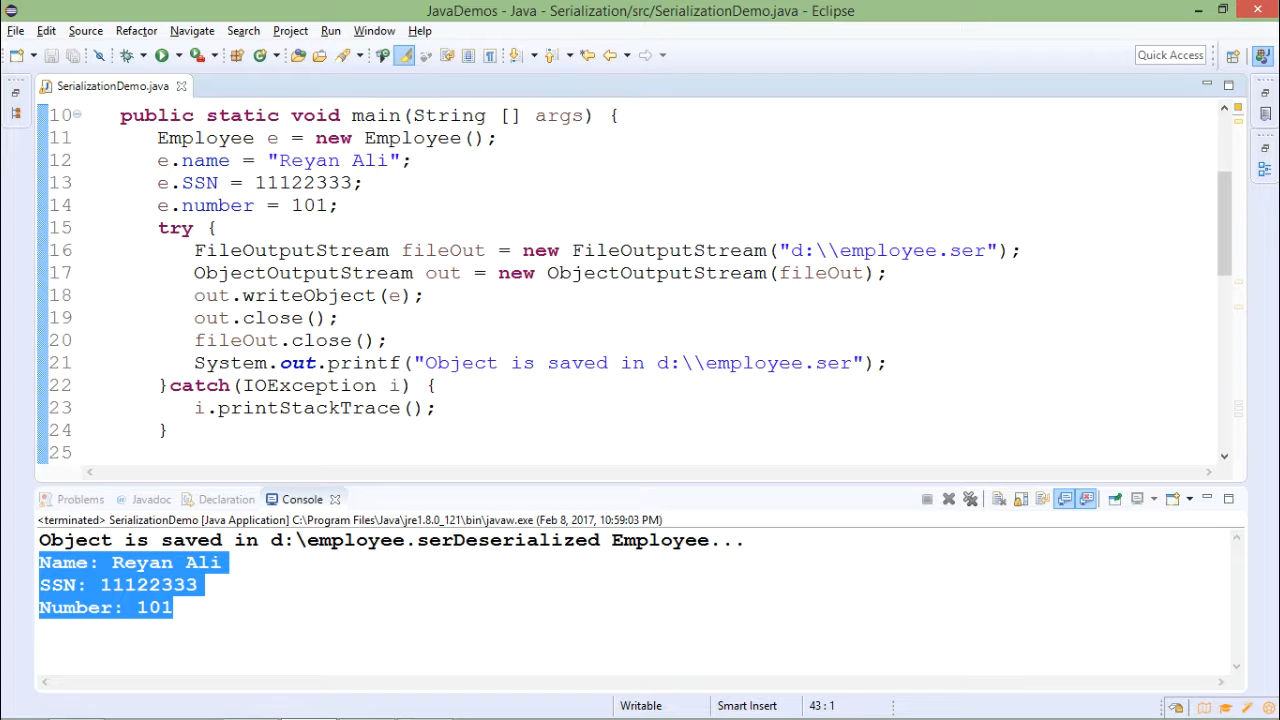 JavaDemos - Java - Serialization/src/SerializationDemo.java - Eclipse
File Edit Source Refactor Navigate Search Project Run Window Help
Quick Access
SerializationDemo.java
10 public static void main(String [] args) {
11 Employee e = new Employee();
12 e.name = "Reyan Ali";
13 e.SSN = 11122333;
14 e.number = 101;
15 try {
16 FileOutputStream fileOut = new FileOutputStream("d:\\employee.ser");
17 ObjectOutputStream out = new ObjectOutputStream(fileOut);
18 out.writeObject(e);
19 out.close();
20 fileOut.close();
21 System.out.printf("Object is saved in d:\\employee.ser");
22 }catch(IOException i) {
23 i.printStackTrace();
24 }
25
Problems @ Javadoc Declaration Console
<terminated> SerializationDemo [Java Application] C:\Program Files\Java\jre1.8.0_121\bin\javaw.exe (Feb 8, 2017, 10:59:03 PM)
Object is saved in d:\employee.serDeserialized Employee...
Name: Reyan Ali
SSN: 11122333
Number: 101
Writable Smart Insert 43 : 1